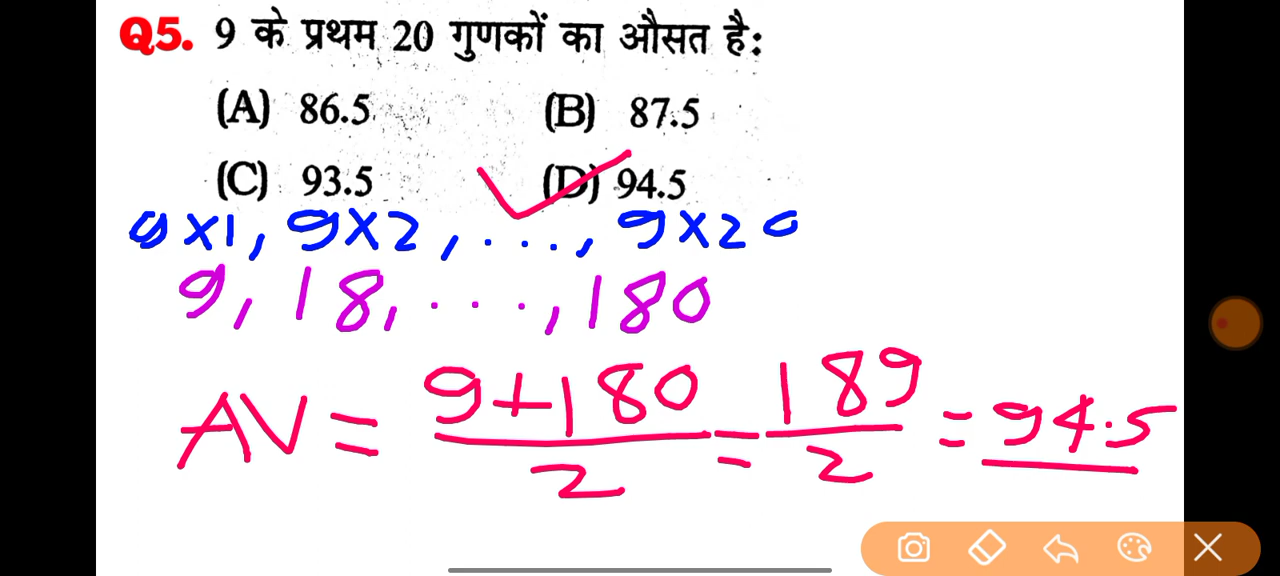 Q5. 9 के प्रथम 20 गुणकों का औसत है:
(A) 86.5 (B) 87.5
(C) 93.5 (D) 94.5
9×1, 9×2, ..., 9×20
9, 18, ..., 180
AV = 9+180/2 = 189/2 = 94.5